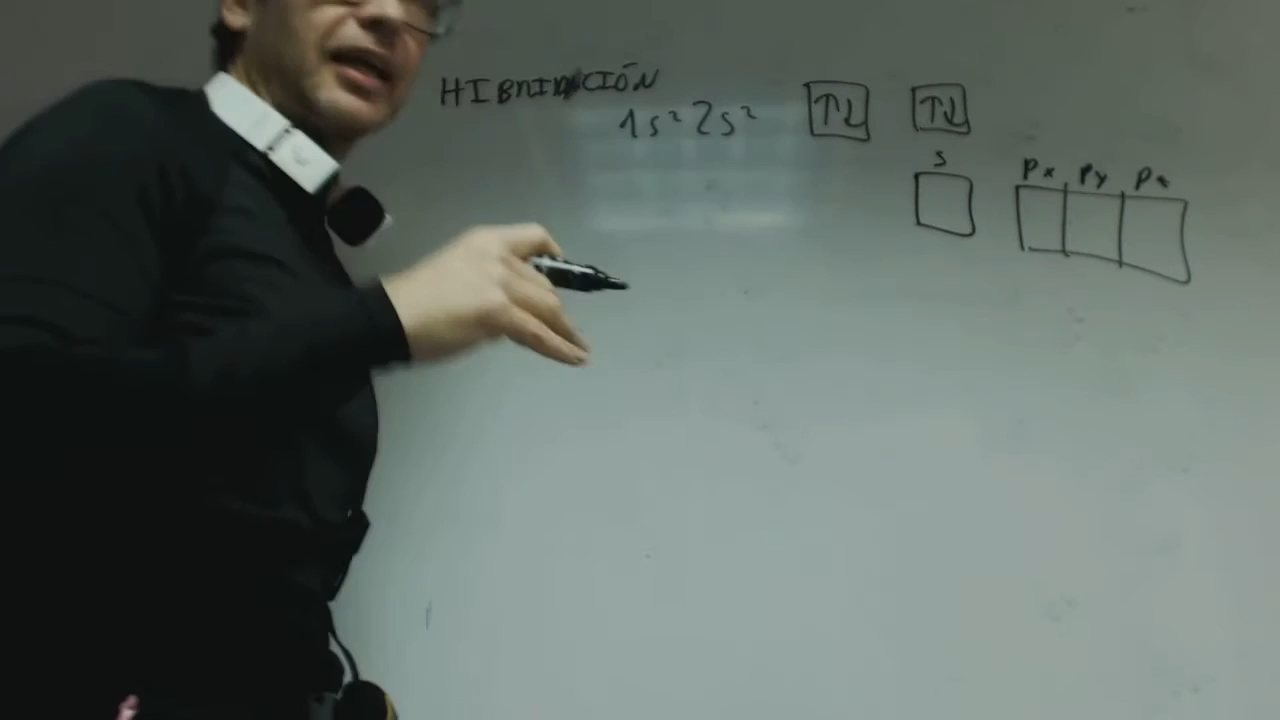 HIBRIDACIÓN
1s² 2s² ↑↓ ↑↓
s px py pz